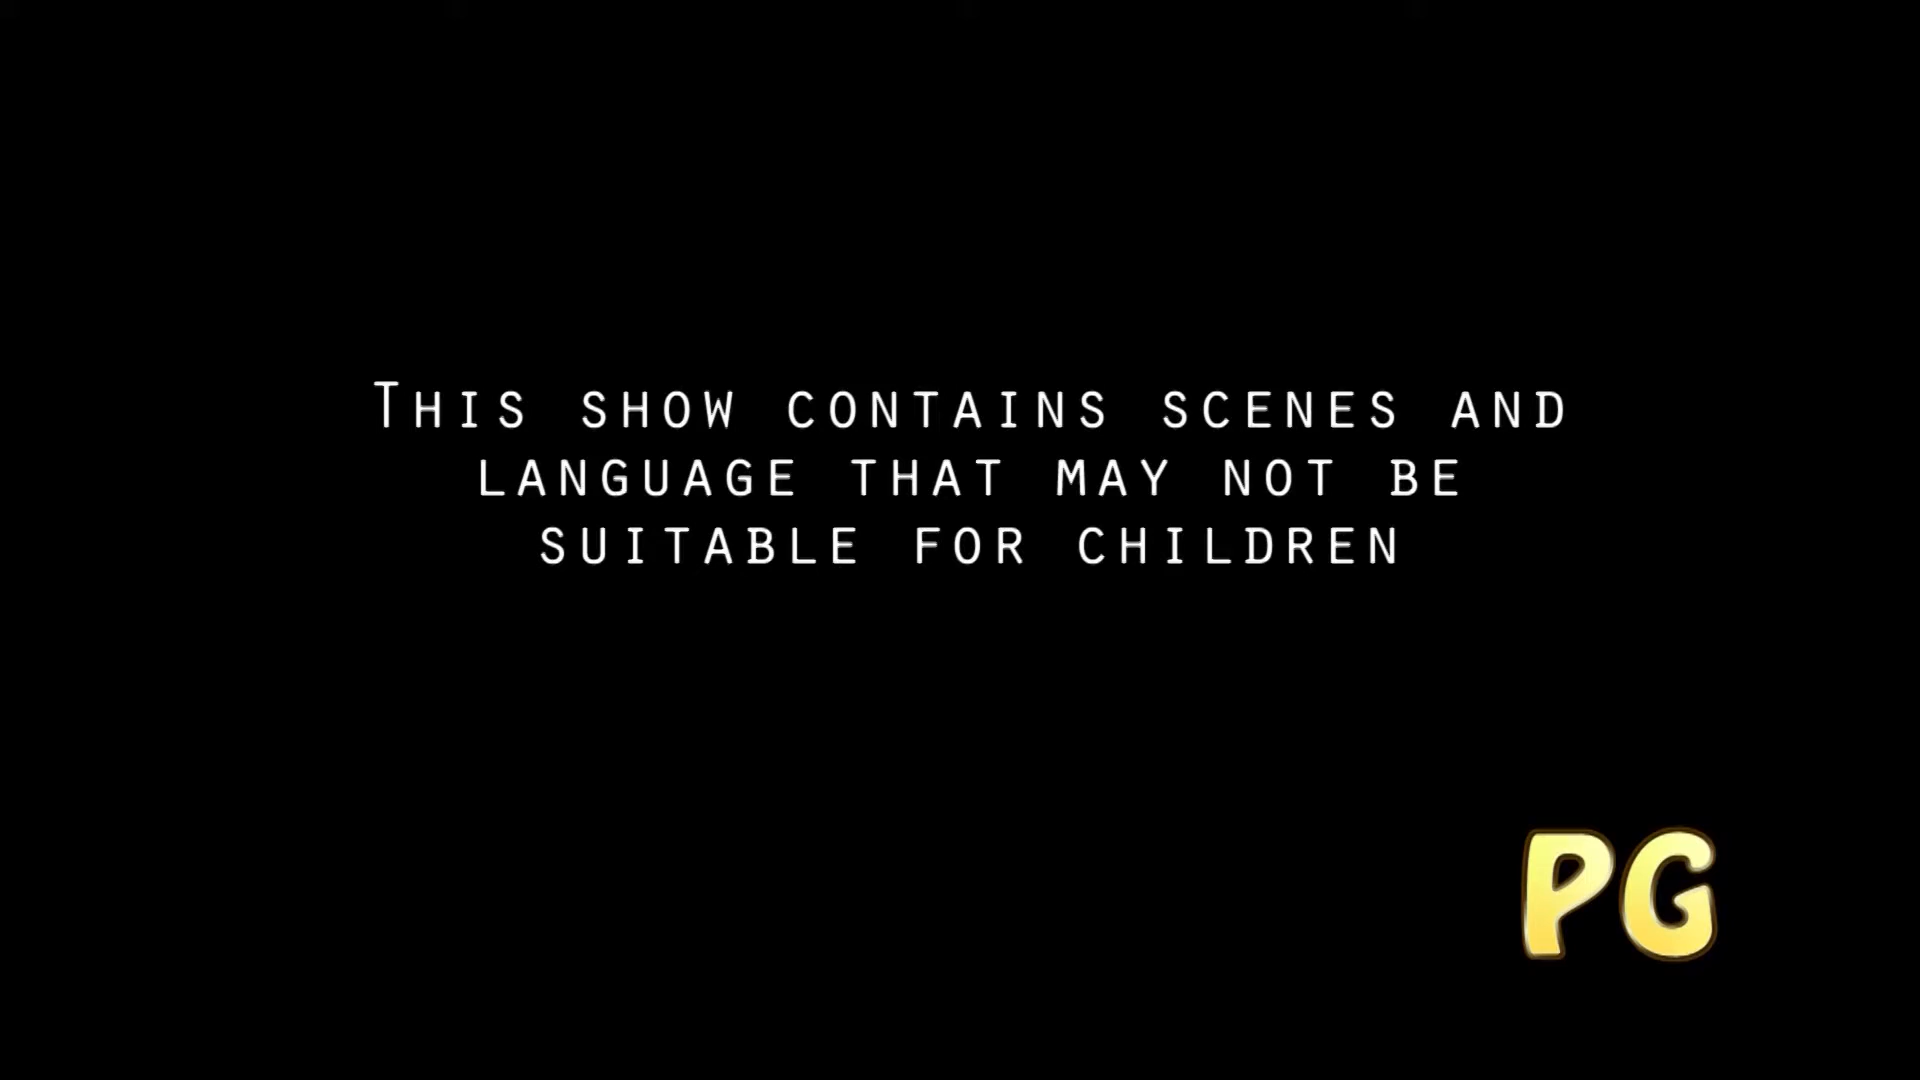 This show contains scenes and
language that may not be
suitable for children
PG